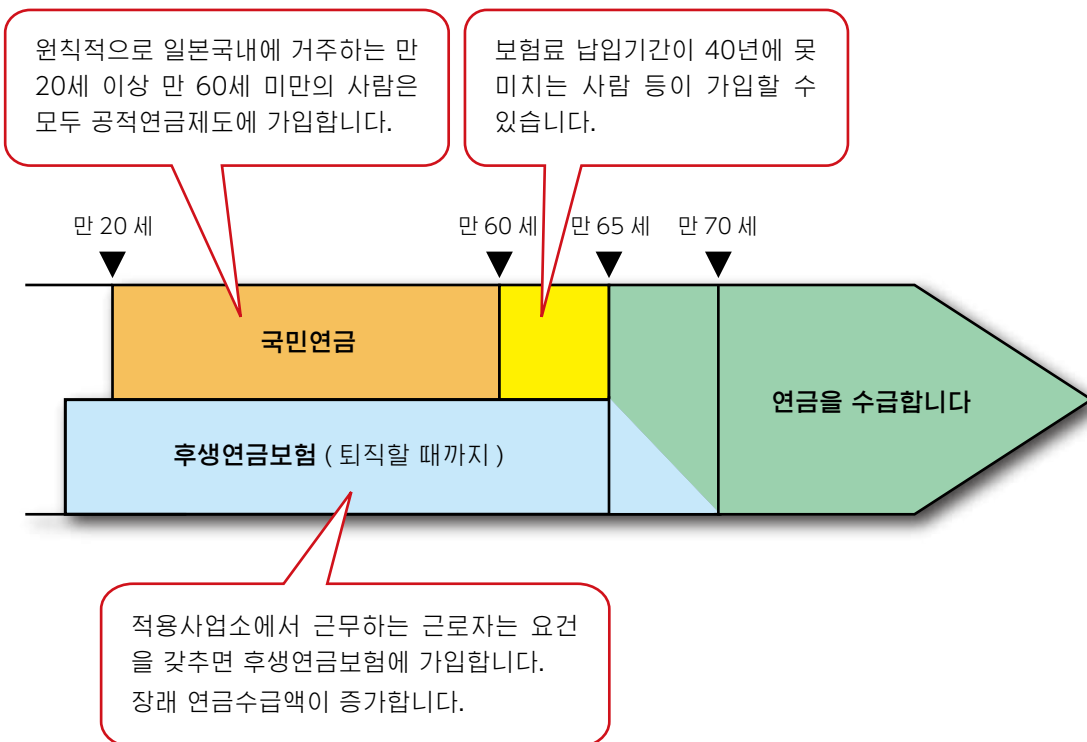 원칙적으로 일본국내에 거주하는 만
20세 이상 만 60세 미만의 사람은
모두 공적연금제도에 가입합니다.
보험료 납입기간이 40년에 못
미치는 사람 등이 가입할 수
있습니다.
만 20 세
만 60 세
만 65 세
만 70 세
국민연금
연금을 수급합니다
후생연금보험 ( 퇴직할 때까지 )
적용사업소에서 근무하는 근로자는 요건
을 갖추면 후생연금보험에 가입합니다.
장래 연금수급액이 증가합니다.